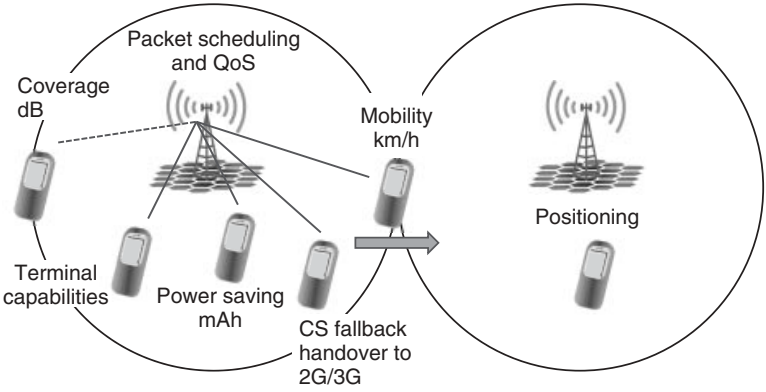 Packet scheduling
and QoS
Coverage
dB
Mobility
km/h
Positioning
Terminal
capabilities
Power saving
mAh
CS fallback
handover to
2G/3G